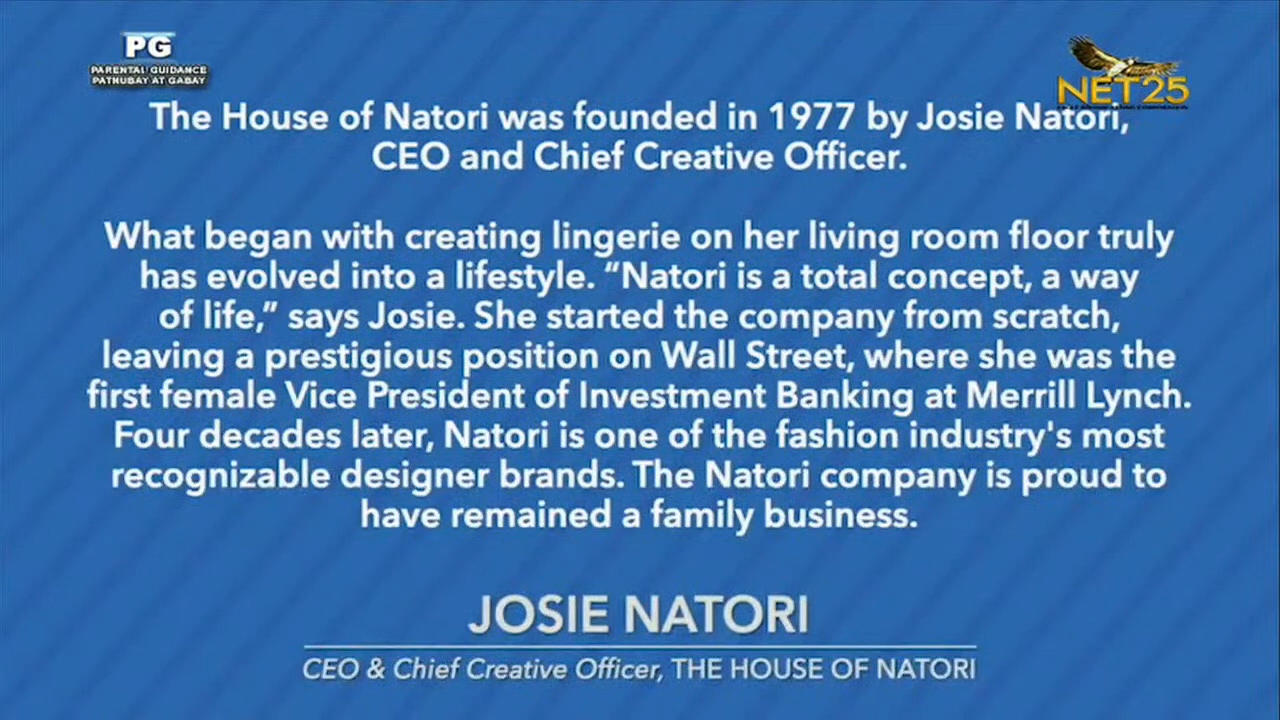 PG
PARENTAL GUIDANCE
PATNUBAY AT GABAY
NET25
The House of Natori was founded in 1977 by Josie Natori,
CEO and Chief Creative Officer.
What began with creating lingerie on her living room floor truly
has evolved into a lifestyle. “Natori is a total concept, a way
of life,” says Josie. She started the company from scratch,
leaving a prestigious position on Wall Street, where she was the
first female Vice President of Investment Banking at Merrill Lynch.
Four decades later, Natori is one of the fashion industry's most
recognizable designer brands. The Natori company is proud to
have remained a family business.
JOSIE NATORI
CEO & Chief Creative Officer, THE HOUSE OF NATORI